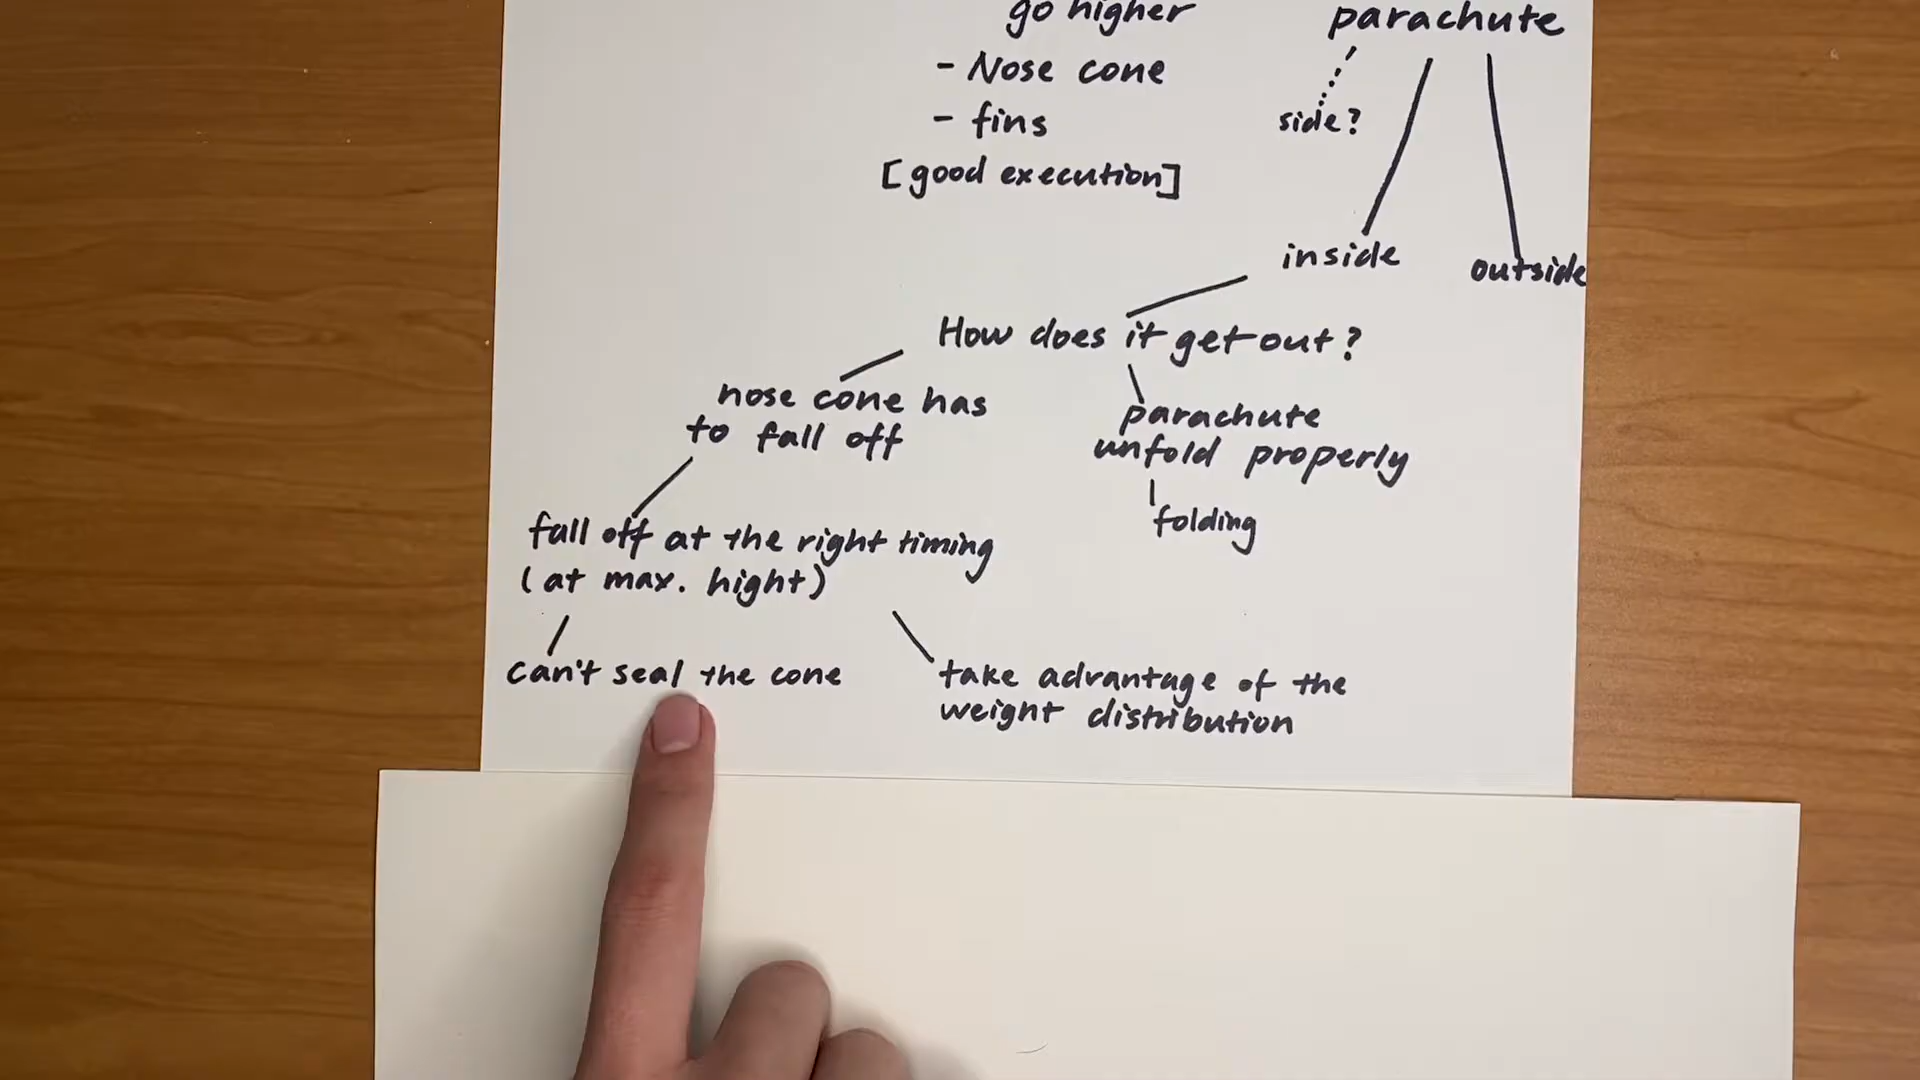 go higher
- Nose cone
- fins
[good execution]
parachute
side?
inside
outside
How does it get out?
nose cone has
to fall off
parachute
unfold properly
folding
fall off at the right timing
(at max. hight)
can't seal the cone
take advantage of the
weight distribution